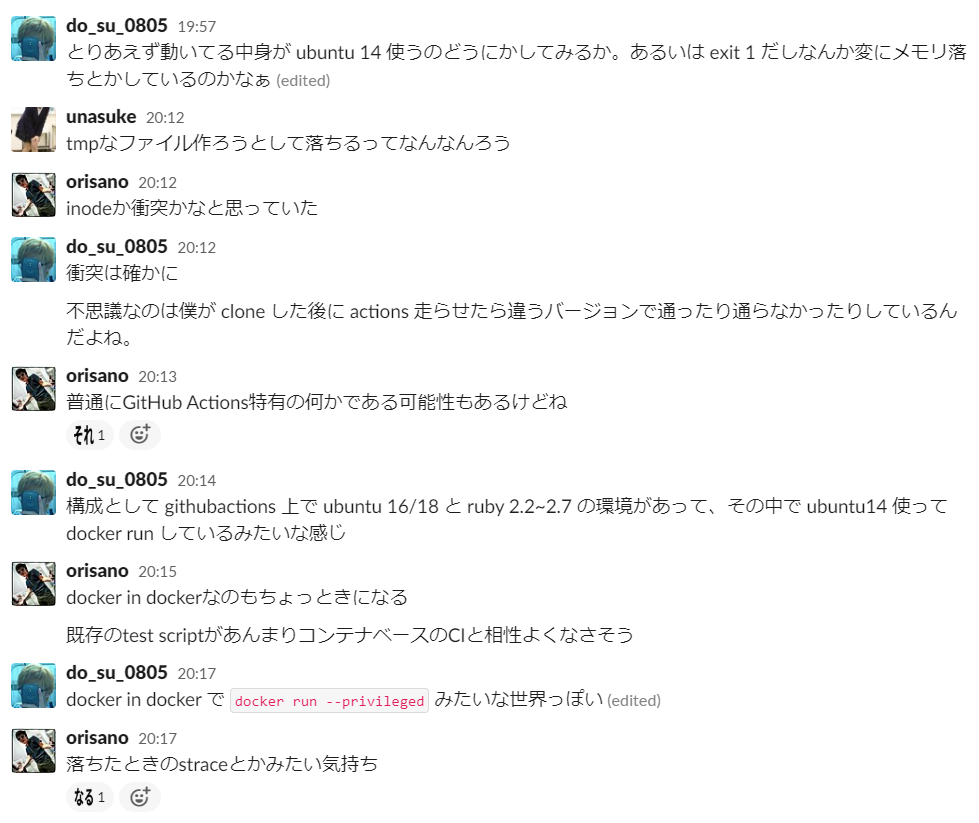 do_su_0805 19:57
とりあえず動いてる中身が ubuntu 14 使うのどうにかしてみるか。あるいは exit 1 だしなんか変にメモリ落
ちとかしているのかなぁ (edited)
unasuke 20:12
tmpなファイル作ろうとして落ちるってなんなんろう
orisano 20:12
inodeか衝突かなと思っていた
do_su_0805 20:12
衝突は確かに
不思議なのは僕が clone した後に actions 走らせたら違うバージョンで通ったり通らなかったりしているん
だよね。
orisano 20:13
普通にGitHub Actions特有の何かである可能性もあるけどね
それ 1
do_su_0805 20:14
構成として githubactions 上で ubuntu 16/18 と ruby 2.2~2.7 の環境があって、その中で ubuntu14 使って
docker run しているみたいな感じ
orisano 20:15
docker in dockerなのもちょっときになる
既存のtest scriptがあんまりコンテナベースのCIと相性よくなさそう
do_su_0805 20:17
docker in docker で docker run --privileged みたいな世界っぽい (edited)
orisano 20:17
落ちたときのstraceとかみたい気持ち
なる 1